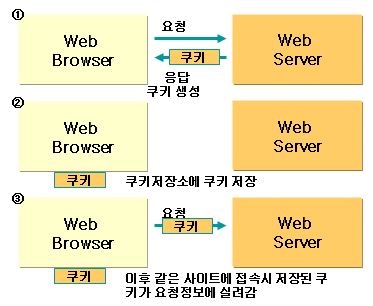 ①
Web
Browser
요청
쿠키
응답
쿠키 생성
Web
Server
②
Web
Browser
쿠키
쿠키저장소에 쿠키 저장
Web
Server
③
Web
Browser
쿠키
요청
쿠키
Web
Server
이후 같은 사이트에 접속시 저장된 쿠
키가 요청정보에 실려감